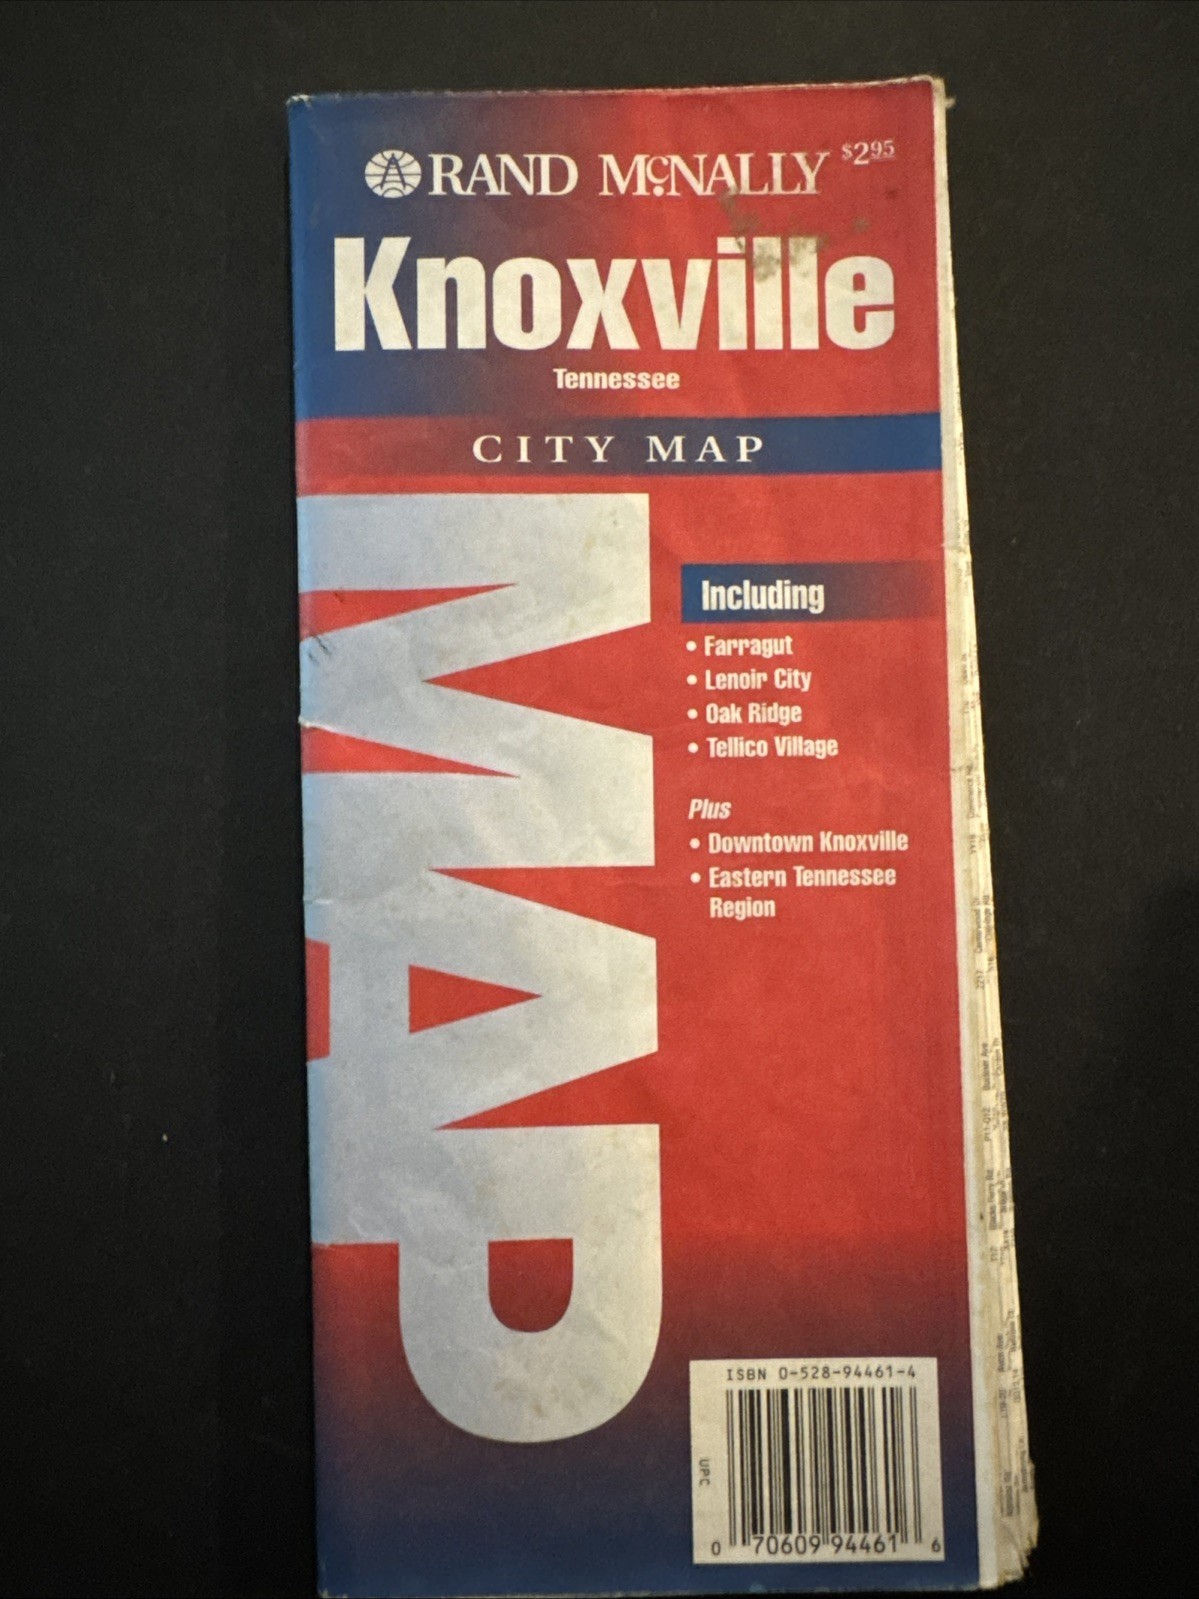 RAND McNALLY $2.95
Knoxville
Tennessee
CITY MAP
MAP
Including
• Farragut
• Lenoir City
• Oak Ridge
• Tellico Village
Plus
• Downtown Knoxville
• Eastern Tennessee
Region
ISBN 0-528-94461-4
UPC
0 70609 94461 6